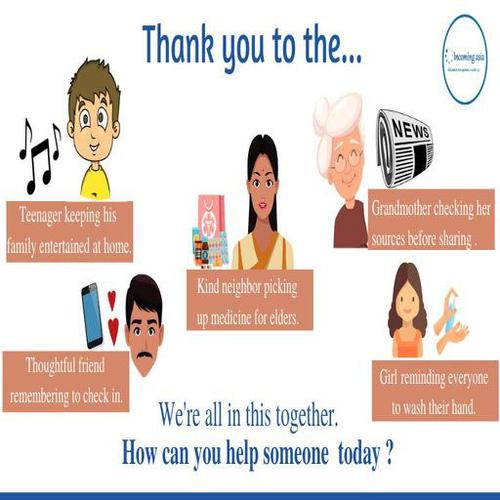 Thank you to the...
Incoming asia
NEWS
Teenager keeping his
family entertained at home.
Grandmother checking her
sources before sharing .
Kind neighbor picking
up medicine for elders.
Thoughtful friend
remembering to check in.
Girl reminding everyone
to wash their hand.
We're all in this together.
How can you help someone today ?